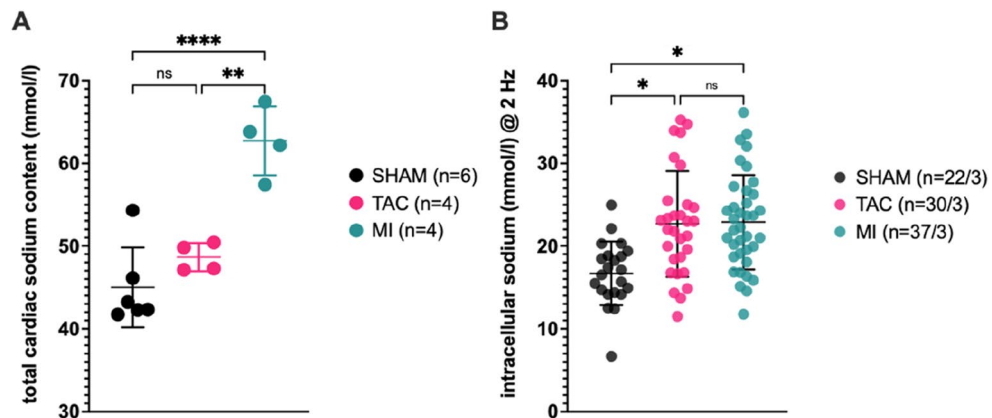 A
total cardiac sodium content (mmol/l)
70
60
50
40
30
****
ns
**
SHAM (n=6)
TAC (n=4)
MI (n=4)
B
intracellular sodium (mmol/l) @ 2 Hz
40
30
20
10
0
*
*
ns
SHAM (n=22/3)
TAC (n=30/3)
MI (n=37/3)